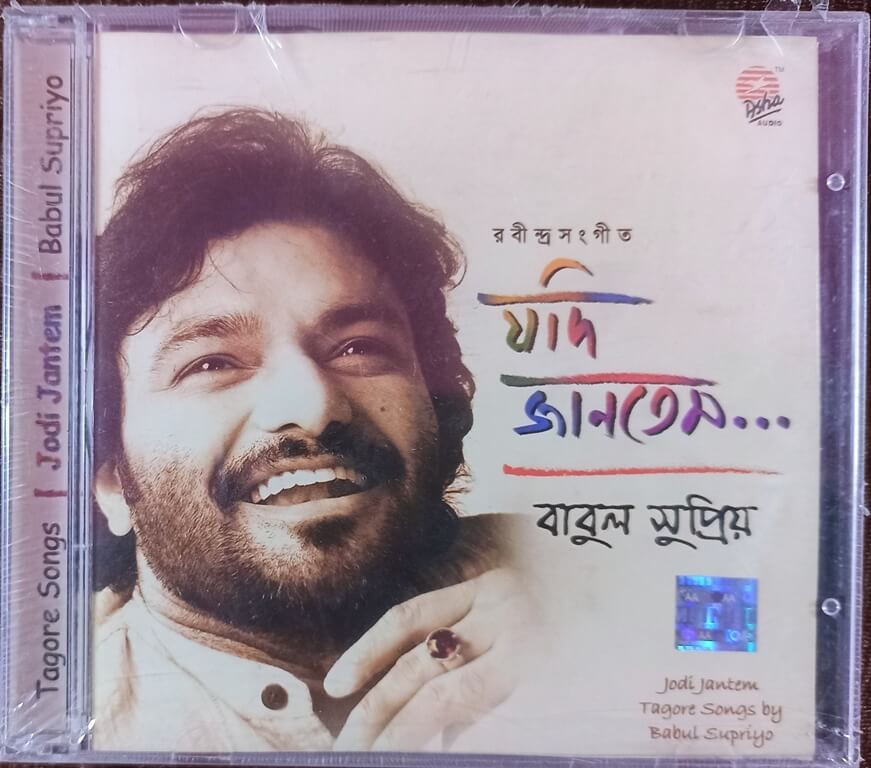 Tagore Songs | Jodi Jantem | Babul Supriyo
Asha
AUDIO
TM
রবীন্দ্রসংগীত
যদি
জানতেম...
বাবুল সুপ্রিয়
Jodi Jantem
Tagore Songs by
Babul Supriyo